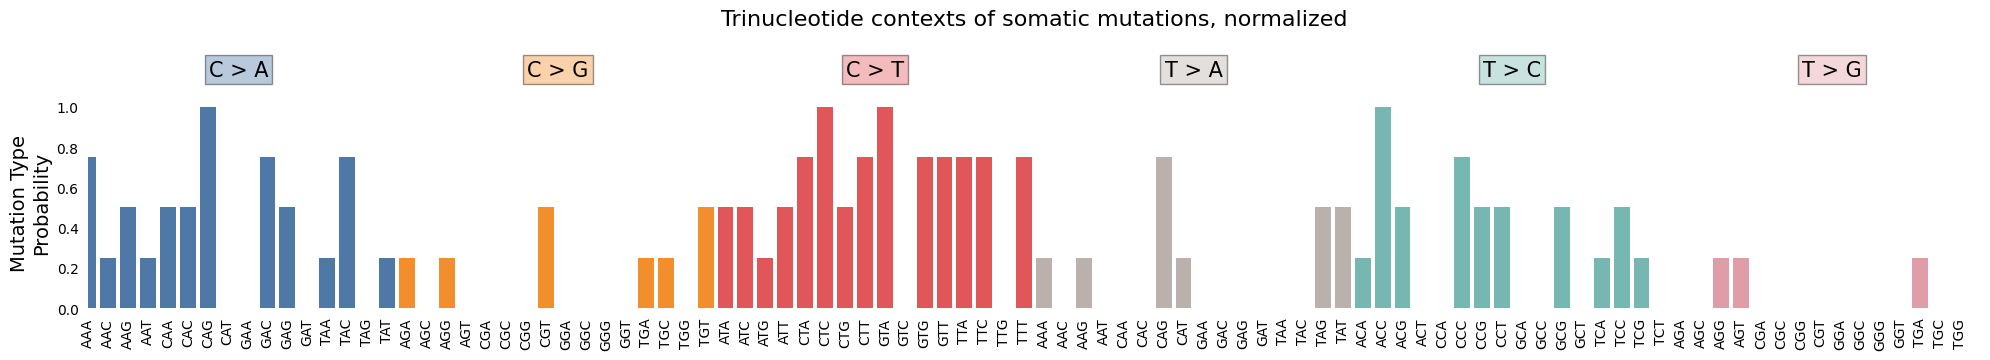 Trinucleotide contexts of somatic mutations, normalized
C > A
C > G
C > T
T > A
T > C
T > G
Mutation Type
Probability
1.0
0.8
0.6
0.4
0.2
0.0
AAA
AAC
AAG
AAT
CAA
CAC
CAG
CAT
GAA
GAC
GAG
GAT
TAA
TAC
TAG
TAT
AGA
AGC
AGG
AGT
CGA
CGC
CGG
CGT
GGA
GGC
GGG
GGT
TGA
TGC
TGG
TGT
ATA
ATC
ATG
ATT
CTA
CTC
CTG
CTT
GTA
GTC
GTG
GTT
TTA
TTC
TTG
TTT
AAA
AAC
AAG
AAT
CAA
CAC
CAG
CAT
GAA
GAC
GAG
GAT
TAA
TAC
TAG
TAT
ACA
ACC
ACG
ACT
CCA
CCC
CCG
CCT
GCA
GCC
GCG
GCT
TCA
TCC
TCG
TCT
AGA
AGC
AGG
AGT
CGA
CGC
CGG
CGT
GGA
GGC
GGG
GGT
TGA
TGC
TGG